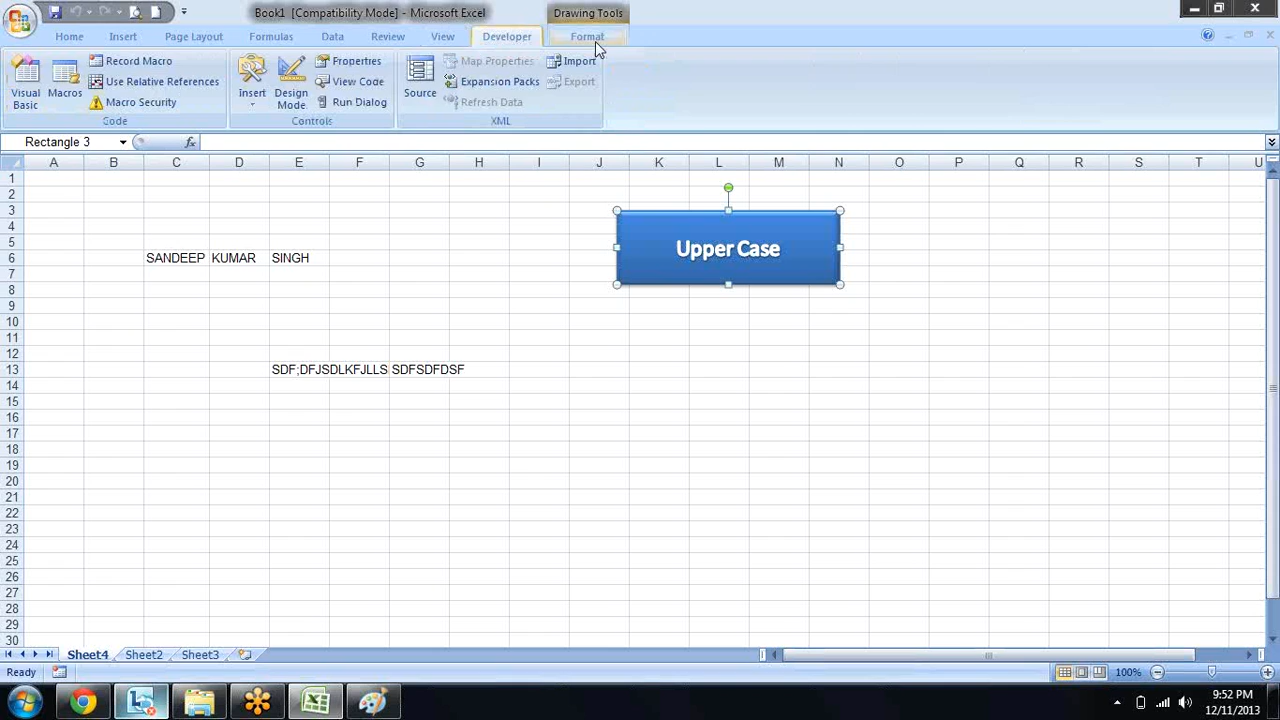 Book1 [Compatibility Mode] - Microsoft Excel
Drawing Tools
Home Insert Page Layout Formulas Data Review View Developer Format
Visual Basic
Macros
Record Macro
Use Relative References
Macro Security
Code
Insert
Design Mode
Properties
View Code
Run Dialog
Controls
Source
Map Properties
Expansion Packs
Refresh Data
Import
Export
XML
Rectangle 3
fx
A B C D E F G H I J K L M N O P Q R S T U
1
2
3
4
5
6 SANDEEP KUMAR SINGH
Upper Case
7
8
9
10
11
12
13 SDF;DFJSDLKFJLLS SDFSDFDSF
14
15
16
17
18
19
20
21
22
23
24
25
26
27
28
29
30
Sheet4 Sheet2 Sheet3
Ready
100%
9:52 PM
12/11/2013